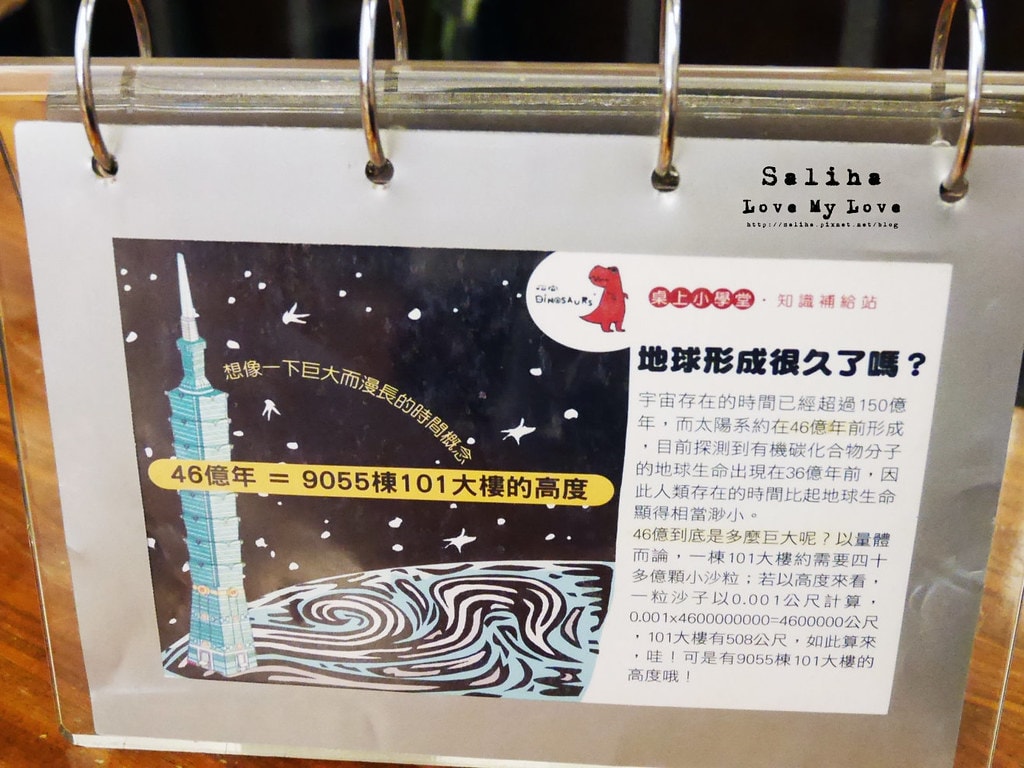 Saliha
Love My Love
http://saliha.pixnet.net/blog
DINOSAURS
桌上小學堂・知識補給站
想像一下巨大而漫長的時間概念
46億年 = 9055棟101大樓的高度
地球形成很久了嗎？
宇宙存在的時間已經超過150億
年，而太陽系約在46億年前形成
，目前探測到有機碳化合物分子
的地球生命出現在36億年前，因
此人類存在的時間比起地球生命
顯得相當渺小。
46億到底是多麼巨大呢？以量體
而論，一棟101大樓約需要四十
多億顆小沙粒；若以高度來看，
一粒沙子以0.001公尺計算，
0.001x4600000000=4600000公尺
，101大樓有508公尺，如此算來
，哇！可是有9055棟101大樓的
高度哦！